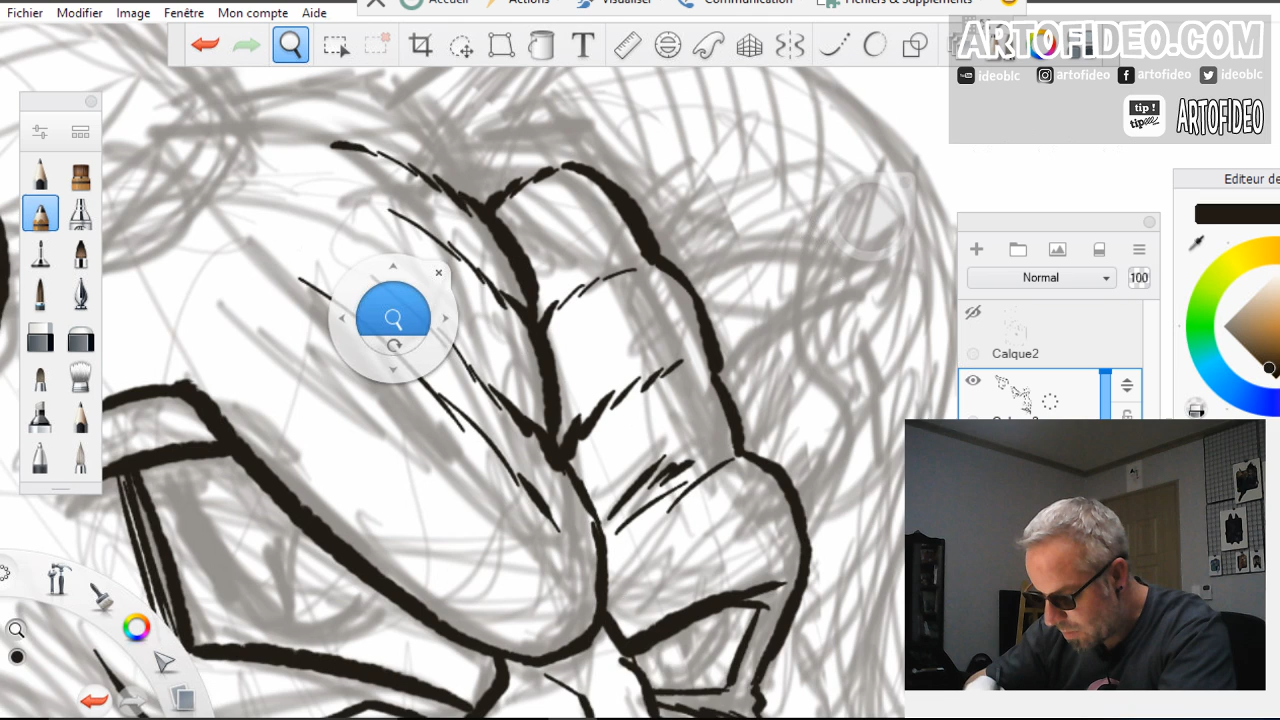 Accueil Actions Visualiser Communication Fichiers & Suppléments
Fichier Modifier Image Fenêtre Mon compte Aide
T
ARTOFIDEO.COM
You ideoblc artofideo artofideo ideoblc
tip !
tip
ARTOFIDEO
Editeur de
Normal 100
Calque2